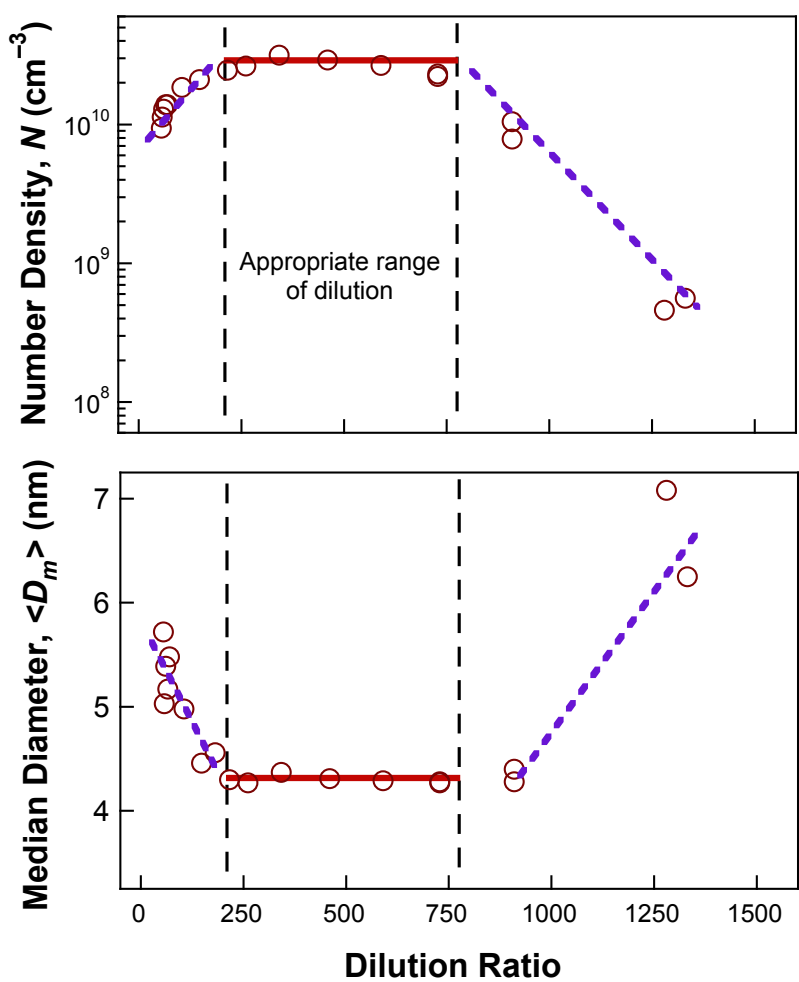 Number Density, N (cm⁻³)
10¹⁰
10⁹
10⁸
Appropriate range
of dilution
Median Diameter, <Dₘ> (nm)
7
6
5
4
0 250 500 750 1000 1250 1500
Dilution Ratio